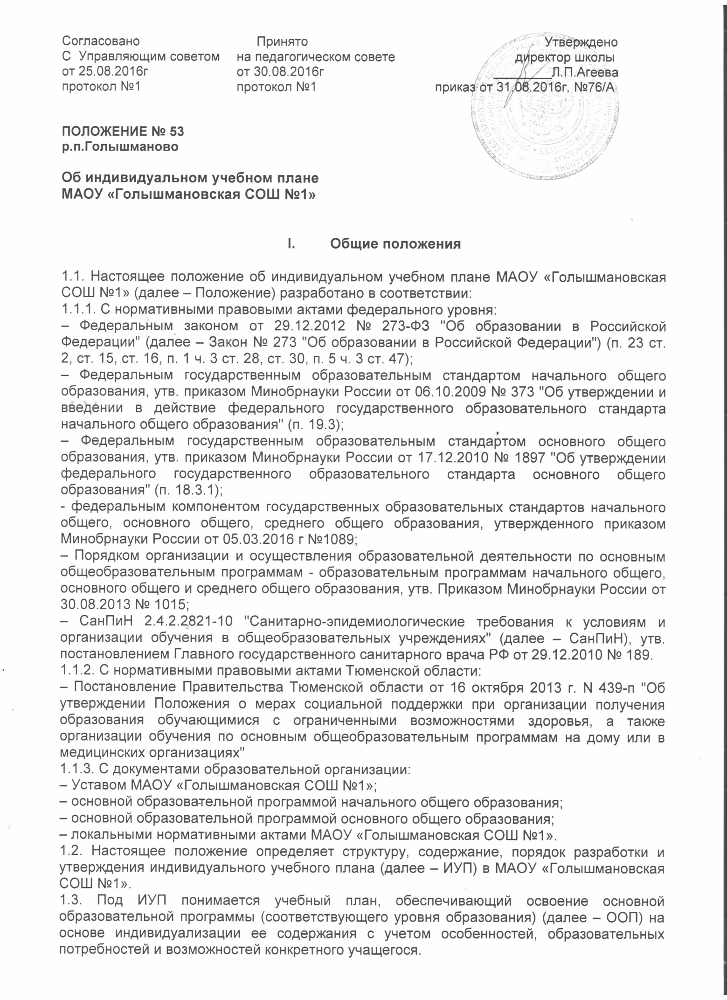 Согласовано Принято Утверждено
С Управляющим советом на педагогическом совете директор школы
от 25.08.2016г от 30.08.2016г Л.П.Агеева
протокол №1 протокол №1 приказ от 31.08.2016г. №76/А
ПОЛОЖЕНИЕ № 53
р.п.Голышманово
Об индивидуальном учебном плане
МАОУ «Голышмановская СОШ №1»
I. Общие положения
1.1. Настоящее положение об индивидуальном учебном плане МАОУ «Голышмановская
СОШ №1» (далее – Положение) разработано в соответствии:
1.1.1. С нормативными правовыми актами федерального уровня:
– Федеральным законом от 29.12.2012 № 273-ФЗ "Об образовании в Российской
Федерации" (далее – Закон № 273 "Об образовании в Российской Федерации") (п. 23 ст.
2, ст. 15, ст. 16, п. 1 ч. 3 ст. 28, ст. 30, п. 5 ч. 3 ст. 47);
– Федеральным государственным образовательным стандартом начального общего
образования, утв. приказом Минобрнауки России от 06.10.2009 № 373 "Об утверждении и
введении в действие федерального государственного образовательного стандарта
начального общего образования" (п. 19.3);
– Федеральным государственным образовательным стандартом основного общего
образования, утв. приказом Минобрнауки России от 17.12.2010 № 1897 "Об утверждении
федерального государственного образовательного стандарта основного общего
образования" (п. 18.3.1);
- федеральным компонентом государственных образовательных стандартов начального
общего, основного общего, среднего общего образования, утвержденного приказом
Минобрнауки России от 05.03.2016 г №1089;
– Порядком организации и осуществления образовательной деятельности по основным
общеобразовательным программам - образовательным программам начального общего,
основного общего и среднего общего образования, утв. Приказом Минобрнауки России от
30.08.2013 № 1015;
– СанПиН 2.4.2.2821-10 "Санитарно-эпидемиологические требования к условиям и
организации обучения в общеобразовательных учреждениях" (далее – СанПиН), утв.
постановлением Главного государственного санитарного врача РФ от 29.12.2010 № 189.
1.1.2. С нормативными правовыми актами Тюменской области:
– Постановление Правительства Тюменской области от 16 октября 2013 г. N 439-п "Об
утверждении Положения о мерах социальной поддержки при организации получения
образования обучающимися с ограниченными возможностями здоровья, а также
организации обучения по основным общеобразовательным программам на дому или в
медицинских организациях"
1.1.3. С документами образовательной организации:
– Уставом МАОУ «Голышмановская СОШ №1»;
– основной образовательной программой начального общего образования;
– основной образовательной программой основного общего образования;
– локальными нормативными актами МАОУ «Голышмановская СОШ №1».
1.2. Настоящее положение определяет структуру, содержание, порядок разработки и
утверждения индивидуального учебного плана (далее – ИУП) в МАОУ «Голышмановская
СОШ №1».
1.3. Под ИУП понимается учебный план, обеспечивающий освоение основной
образовательной программы (соответствующего уровня образования) (далее – ООП) на
основе индивидуализации ее содержания с учетом особенностей, образовательных
потребностей и возможностей конкретного учащегося.